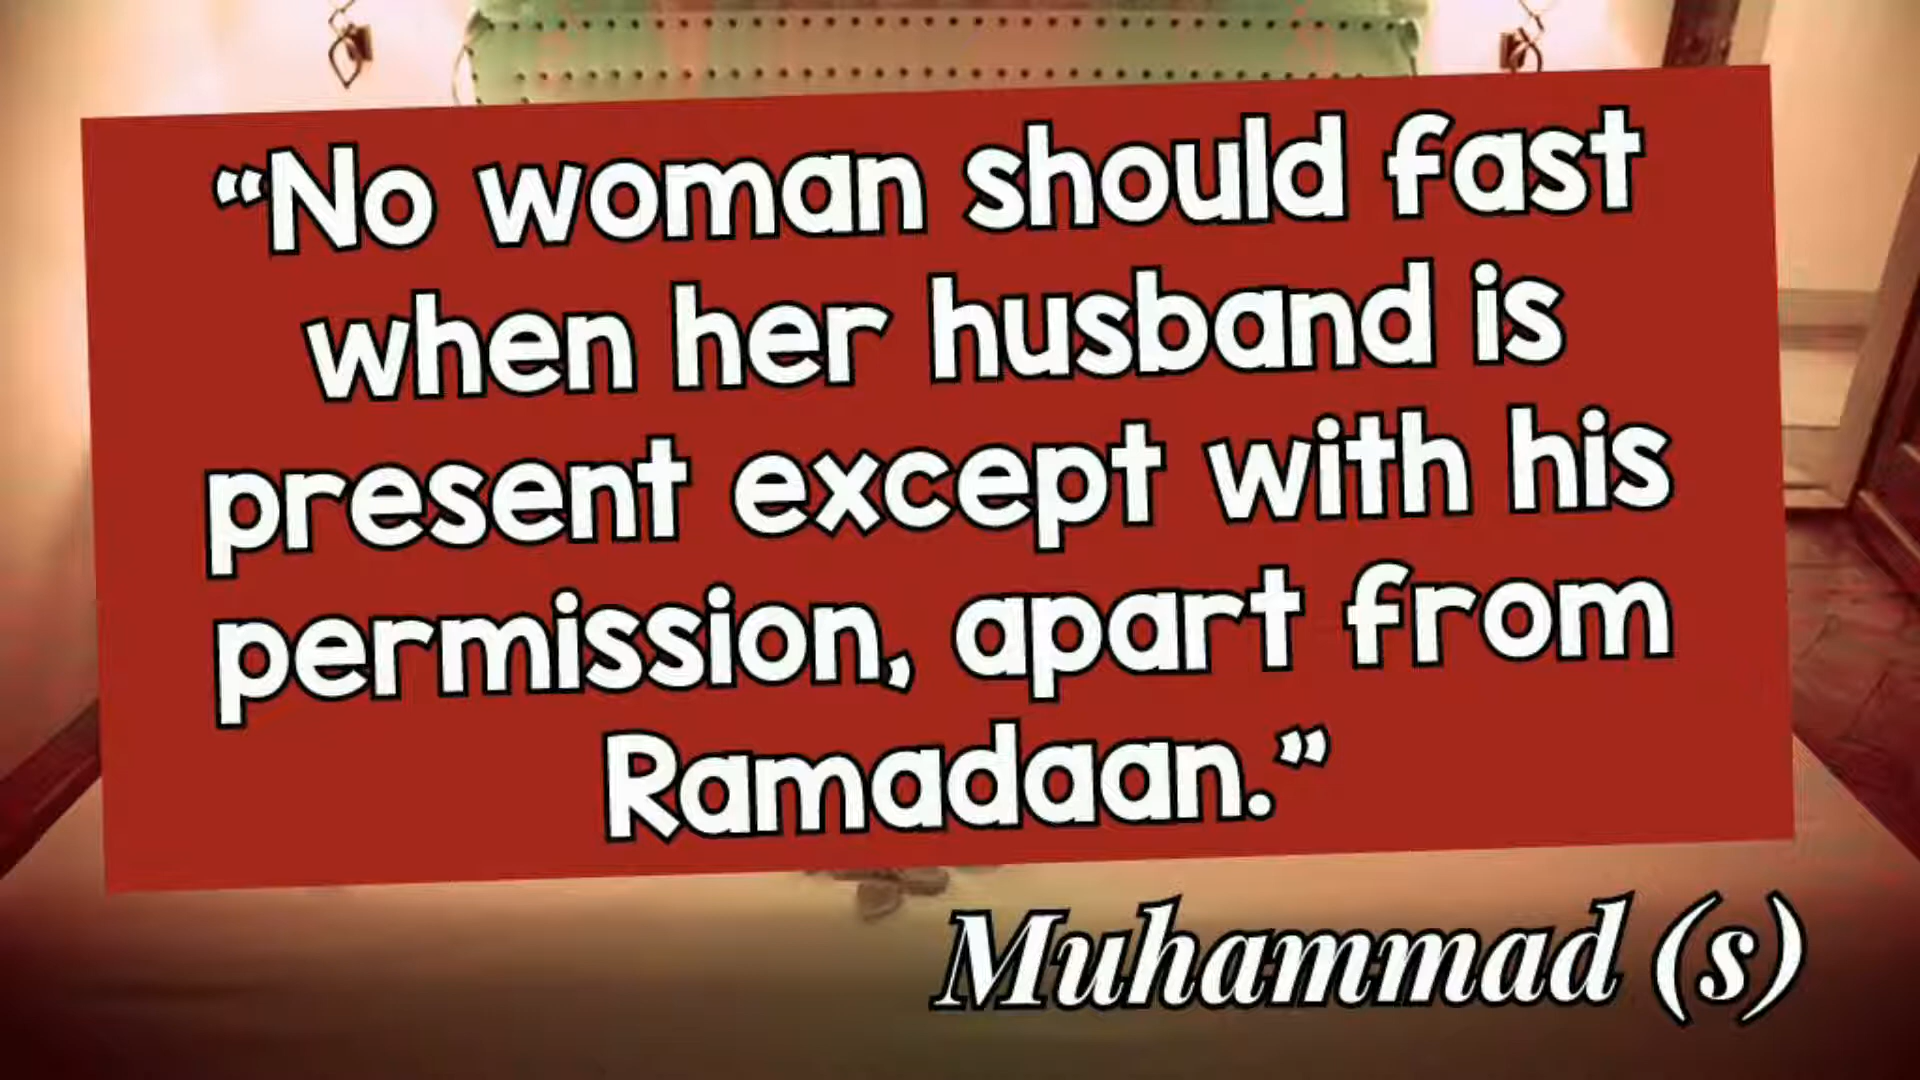 “No woman should fast
when her husband is
present except with his
permission, apart from
Ramadaan.”
Muhammad (s)